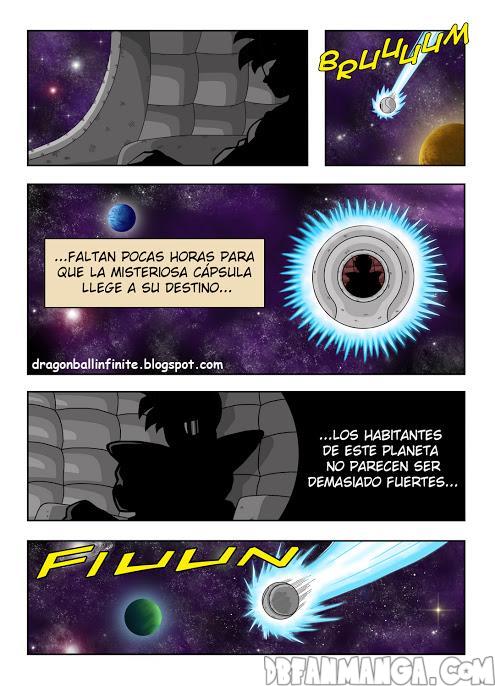 BRUUUUM
...FALTAN POCAS HORAS PARA
QUE LA MISTERIOSA CÁPSULA
LLEGE A SU DESTINO...
dragonballinfinite.blogspot.com
...LOS HABITANTES
DE ESTE PLANETA
NO PARECEN SER
DEMASIADO FUERTES...
FIUUN
DBFANMANGA.COM